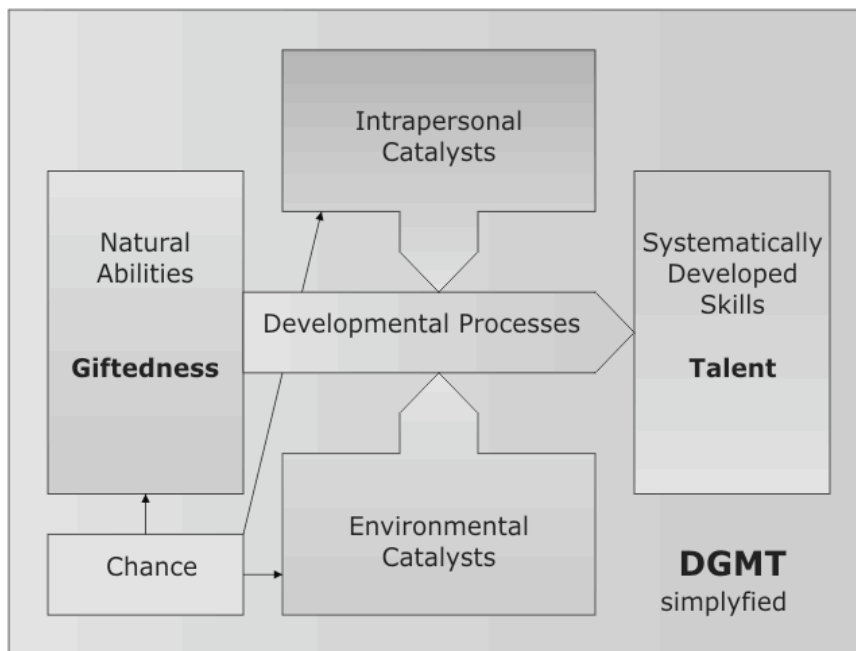 Intrapersonal
Catalysts
Natural
Abilities
Giftedness
Developmental Processes
Systematically
Developed
Skills
Talent
Chance
Environmental
Catalysts
DGMT
simplyfied